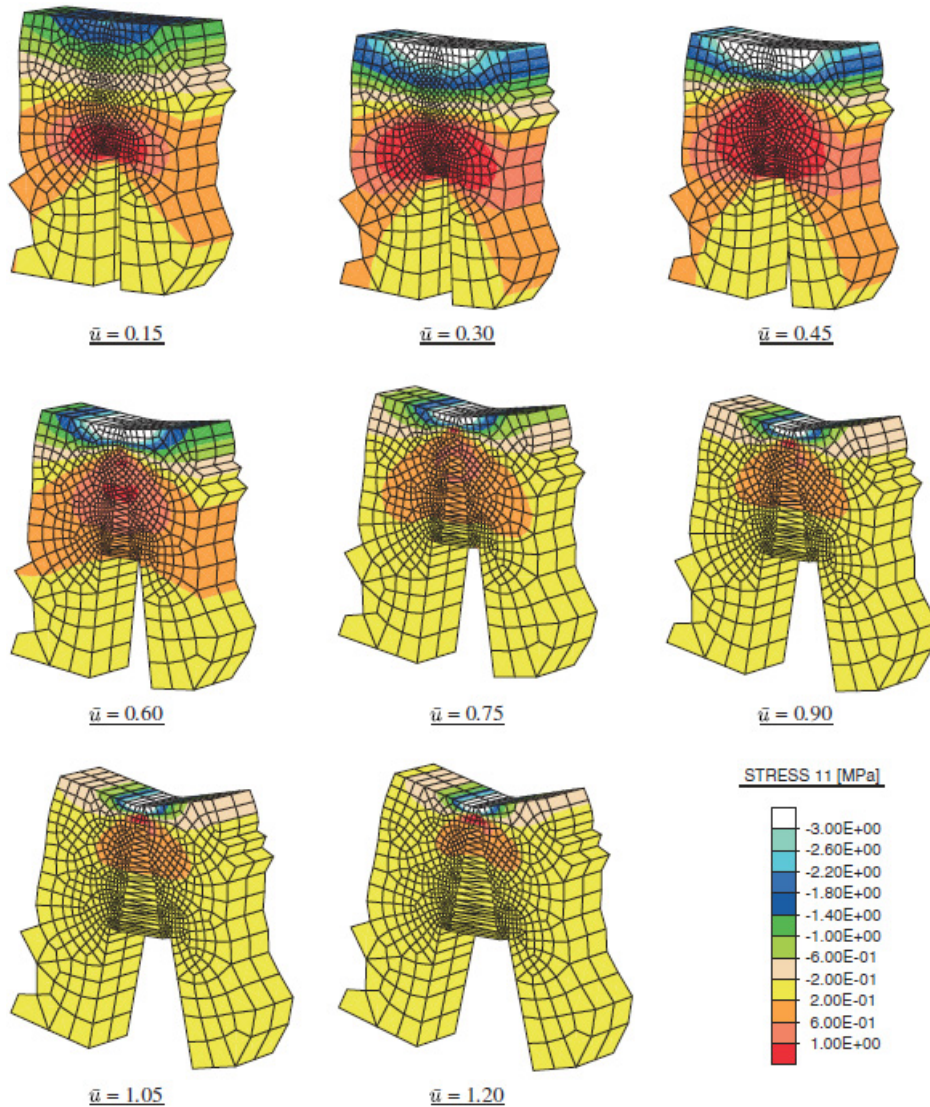 ū = 0.15
ū = 0.30
ū = 0.45
ū = 0.60
ū = 0.75
ū = 0.90
STRESS 11 [MPa]
-3.00E+00
-2.60E+00
-2.20E+00
-1.80E+00
-1.40E+00
-1.00E+00
-6.00E-01
-2.00E-01
2.00E-01
6.00E-01
1.00E+00
ū = 1.05
ū = 1.20